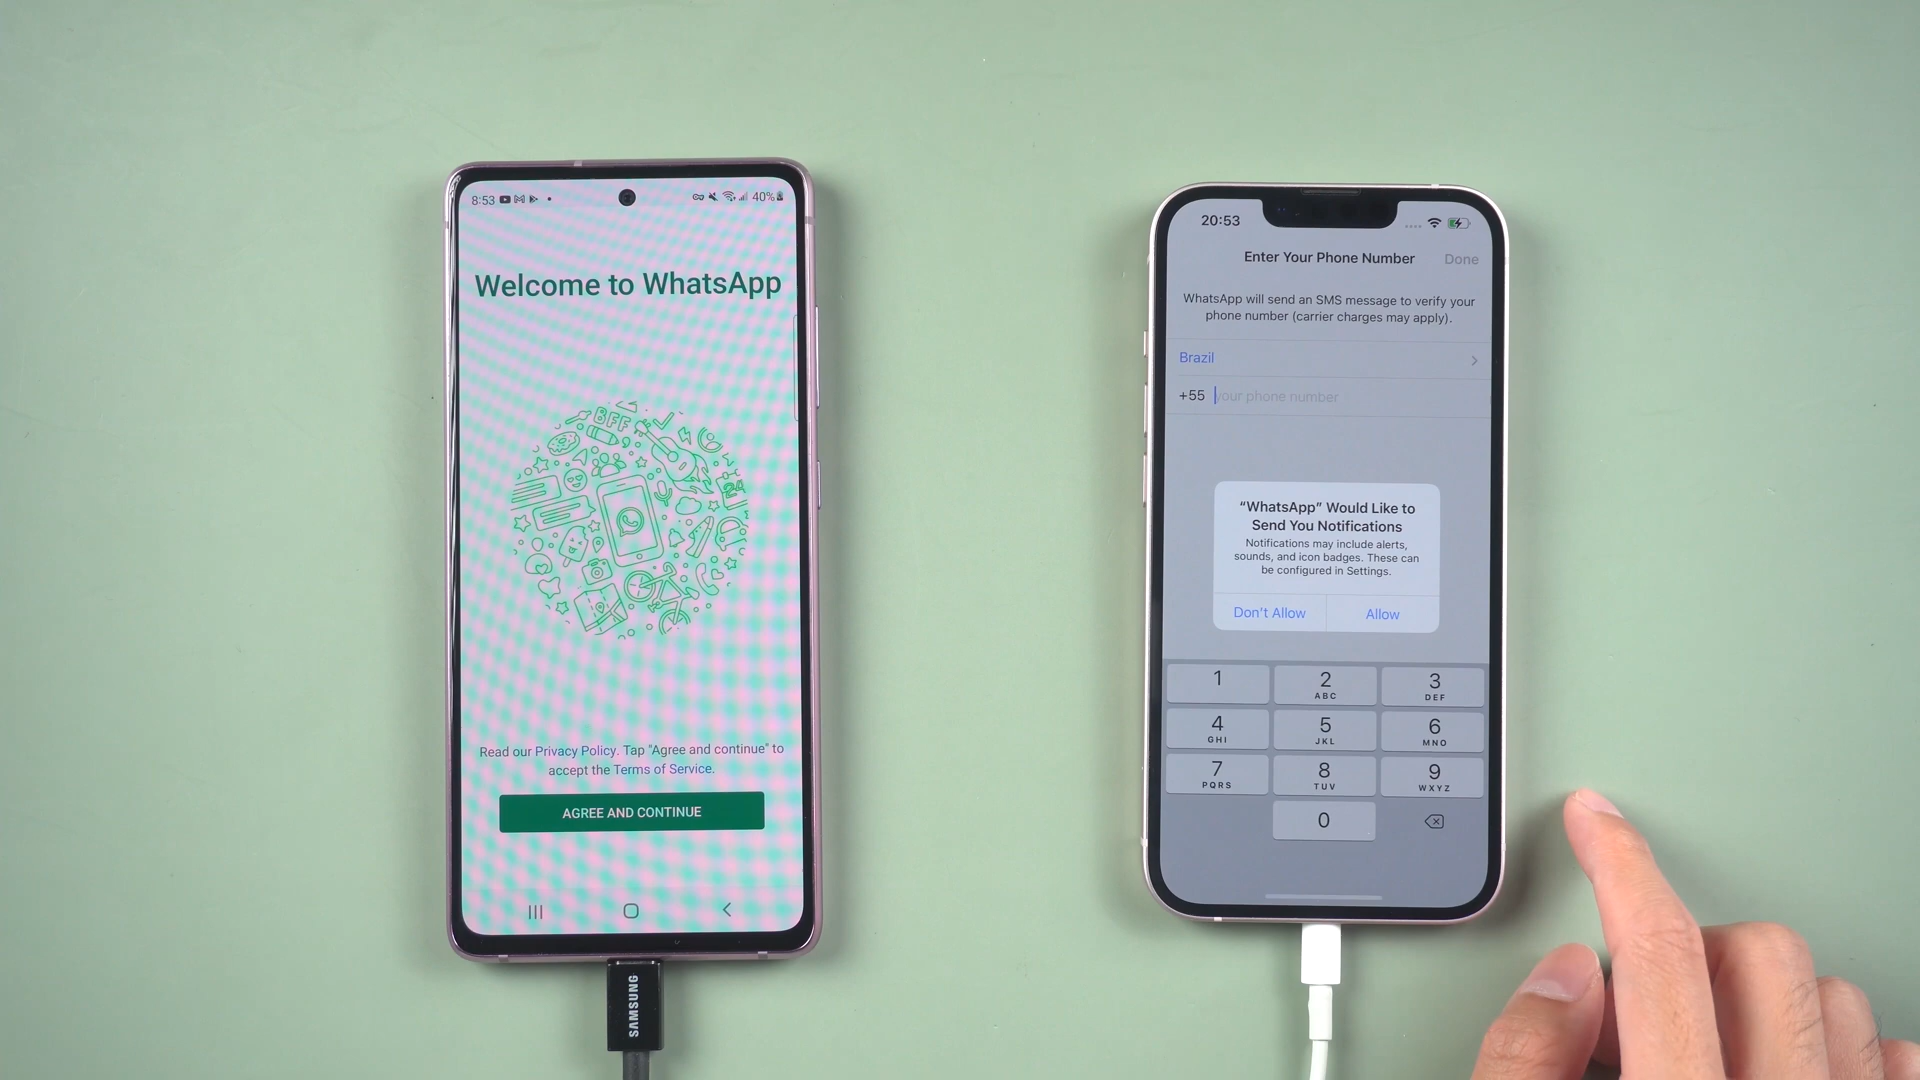 8:53
40%
Welcome to WhatsApp
BFF
24
Read our Privacy Policy. Tap "Agree and continue" to
accept the Terms of Service.
AGREE AND CONTINUE
SAMSUNG
20:53
Enter Your Phone Number
Done
WhatsApp will send an SMS message to verify your
phone number (carrier charges may apply).
Brazil
+55 your phone number
“WhatsApp” Would Like to
Send You Notifications
Notifications may include alerts,
sounds, and icon badges. These can
be configured in Settings.
Don't Allow
Allow
1 2 3
ABC DEF
4 5 6
GHI JKL MNO
7 8 9
PQRS TUV WXYZ
0